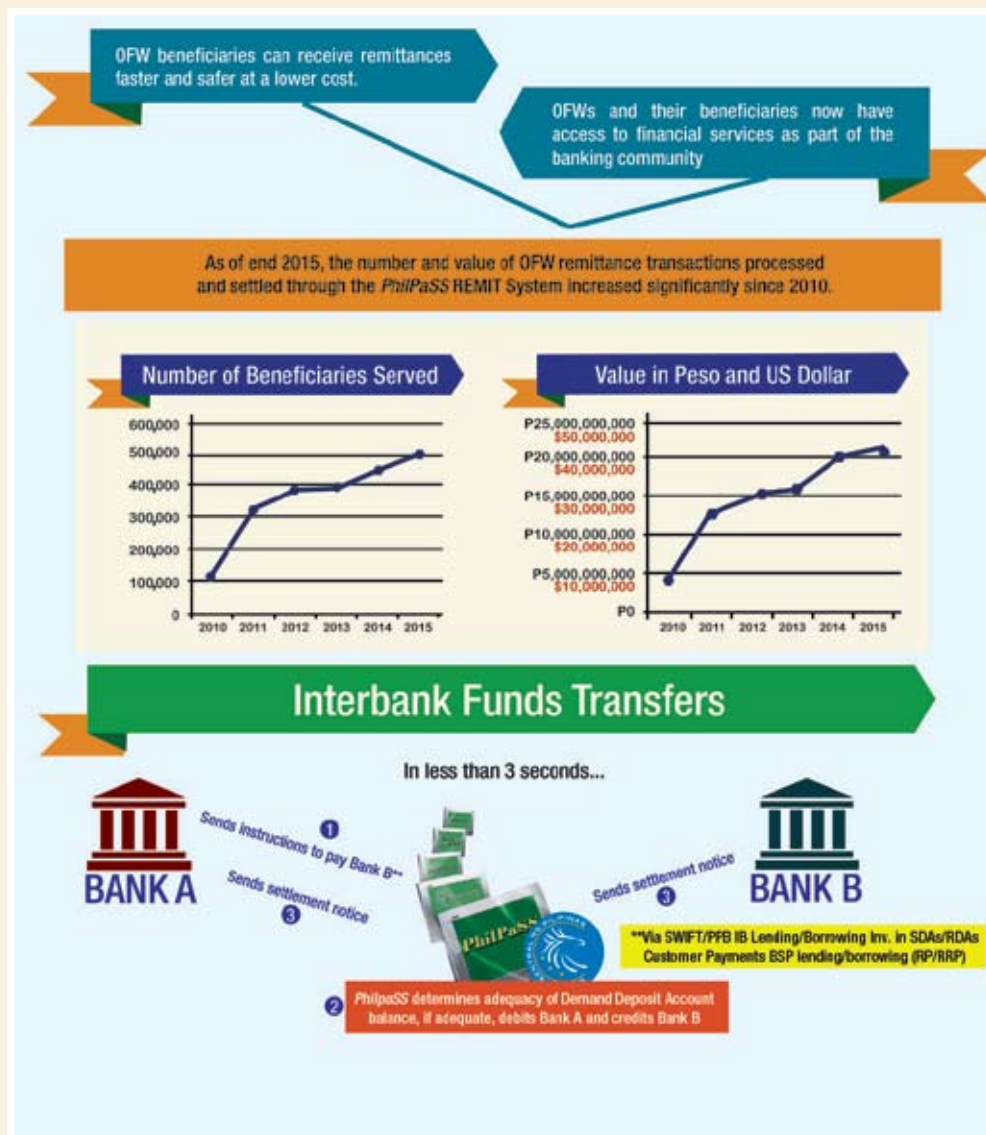 OFW beneficiaries can receive remittances
faster and safer at a lower cost.
OFWs and their beneficiaries now have
access to financial services as part of the
banking community
As of end 2015, the number and value of OFW remittance transactions processed
and settled through the PhilPaSS REMIT System increased significantly since 2010.
Number of Beneficiaries Served
600,000
500,000
400,000
300,000
200,000
100,000
0
2010 2011 2012 2013 2014 2015
Value in Peso and US Dollar
P25,000,000,000
$50,000,000
P20,000,000,000
$40,000,000
P15,000,000,000
$30,000,000
P10,000,000,000
$20,000,000
P5,000,000,000
$10,000,000
P0
2010 2011 2012 2013 2014 2015
Interbank Funds Transfers
In less than 3 seconds...
BANK A
1
Sends instructions to pay Bank B**
Sends settlement notice
3
PhilPaSS
Sends settlement notice
3
BANK B
**Via SWIFT/PFB IB Lending/Borrowing Inv. in SDAs/RDAs
Customer Payments BSP lending/borrowing (RP/RRP)
2
PhilpaSS determines adequacy of Demand Deposit Account
balance, if adequate, debits Bank A and credits Bank B